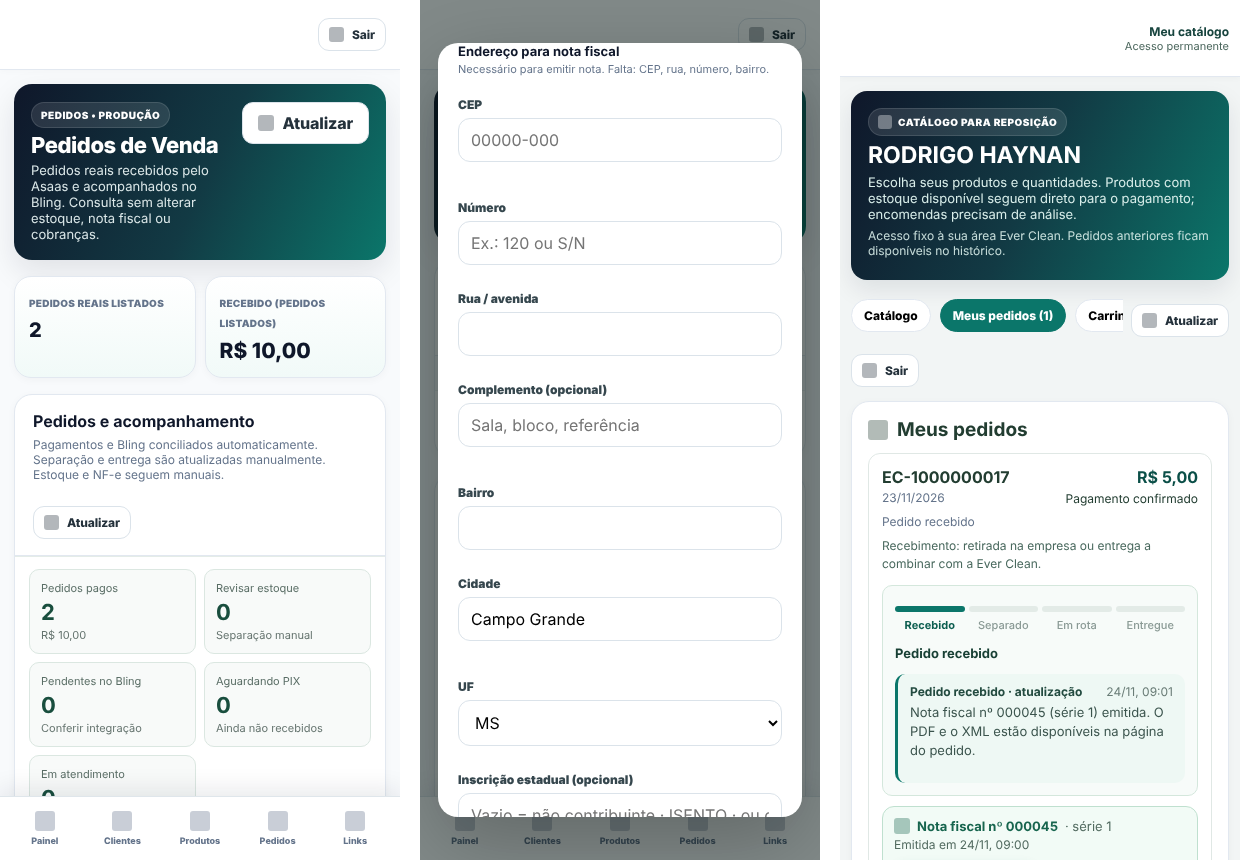 Sair
PEDIDOS • PRODUÇÃO
Atualizar
Pedidos de Venda
Pedidos reais recebidos pelo
Asaas e acompanhados no
Bling. Consulta sem alterar
estoque, nota fiscal ou
cobranças.
PEDIDOS REAIS LISTADOS
2
RECEBIDO (PEDIDOS
LISTADOS)
R$ 10,00
Pedidos e acompanhamento
Pagamentos e Bling conciliados automaticamente.
Separação e entrega são atualizadas manualmente.
Estoque e NF-e seguem manuais.
Atualizar
Pedidos pagos
2
R$ 10,00
Revisar estoque
0
Separação manual
Pendentes no Bling
0
Conferir integração
Aguardando PIX
0
Ainda não recebidos
Em atendimento
0
Painel
Clientes
Produtos
Pedidos
Links
Sair
Endereço para nota fiscal
Necessário para emitir nota. Falta: CEP, rua, número, bairro.
CEP
00000-000
Número
Ex.: 120 ou S/N
Rua / avenida
Complemento (opcional)
Sala, bloco, referência
Bairro
Cidade
Campo Grande
UF
MS
Inscrição estadual (opcional)
Vazio = não contribuinte · ISENTO · ou
Painel
Clientes
Produtos
Pedidos
Links
Meu catálogo
Acesso permanente
CATÁLOGO PARA REPOSIÇÃO
RODRIGO HAYNAN
Escolha seus produtos e quantidades. Produtos com
estoque disponível seguem direto para o pagamento;
encomendas precisam de análise.
Acesso fixo à sua área Ever Clean. Pedidos anteriores ficam
disponíveis no histórico.
Catálogo
Meus pedidos (1)
Carrin
Atualizar
Sair
Meus pedidos
EC-1000000017
R$ 5,00
23/11/2026
Pagamento confirmado
Pedido recebido
Recebimento: retirada na empresa ou entrega a
combinar com a Ever Clean.
Recebido
Separado
Em rota
Entregue
Pedido recebido
Pedido recebido · atualização
24/11, 09:01
Nota fiscal nº 000045 (série 1) emitida. O
PDF e o XML estão disponíveis na página
do pedido.
Nota fiscal nº 000045 · série 1
Emitida em 24/11, 09:00